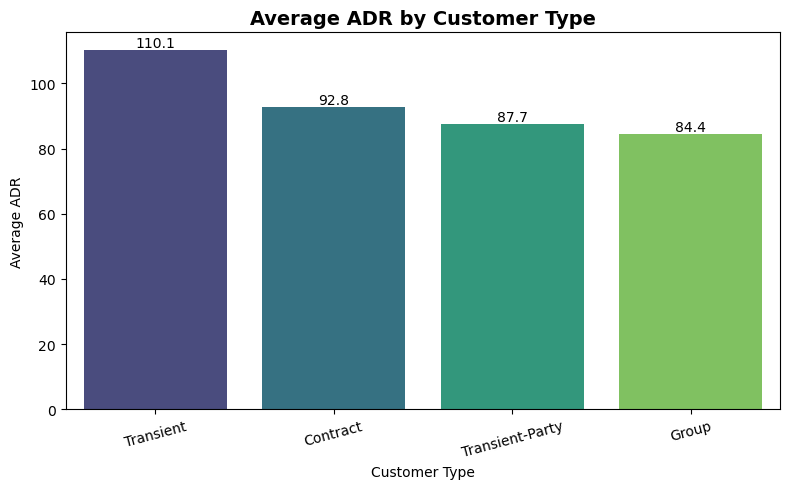 Average ADR by Customer Type
110.1
92.8
87.7
84.4
Average ADR
100
80
60
40
20
0
Transient
Contract
Transient-Party
Group
Customer Type